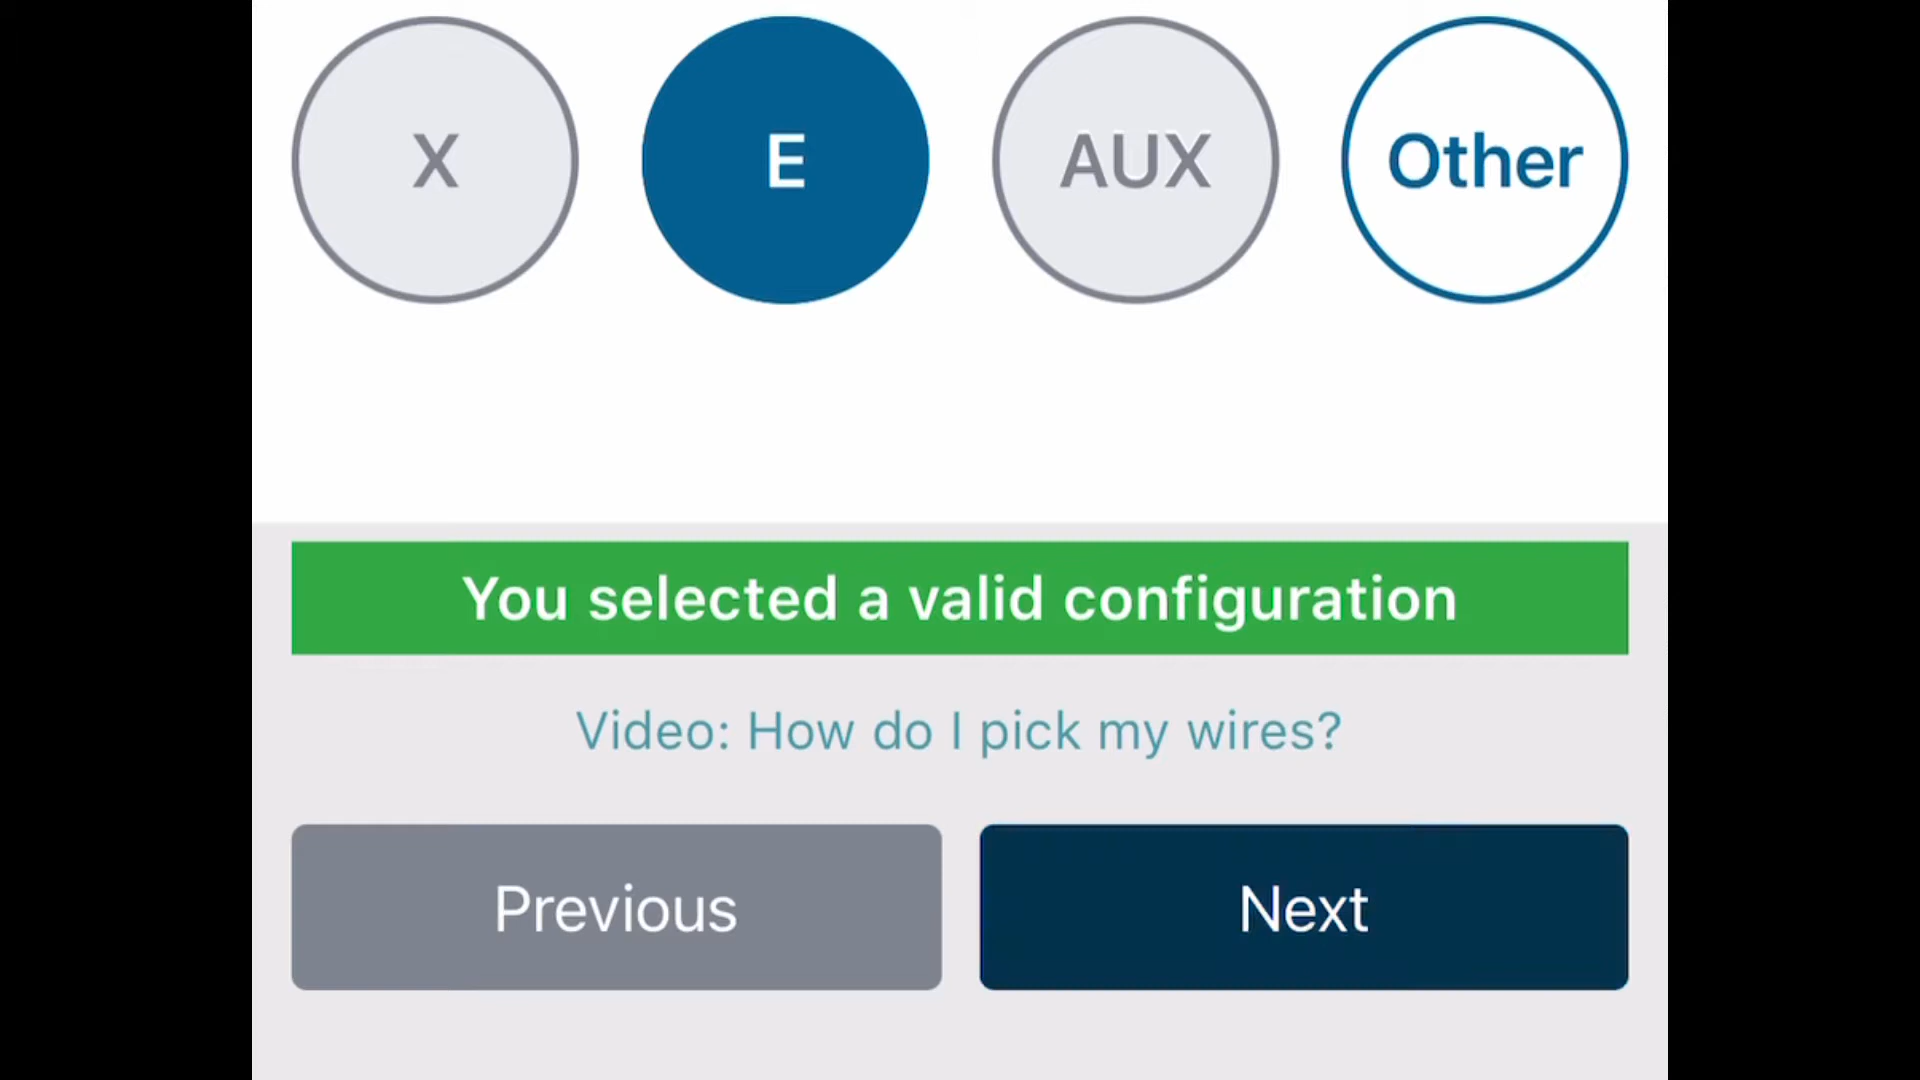 X E AUX Other
You selected a valid configuration
Video: How do I pick my wires?
Previous Next